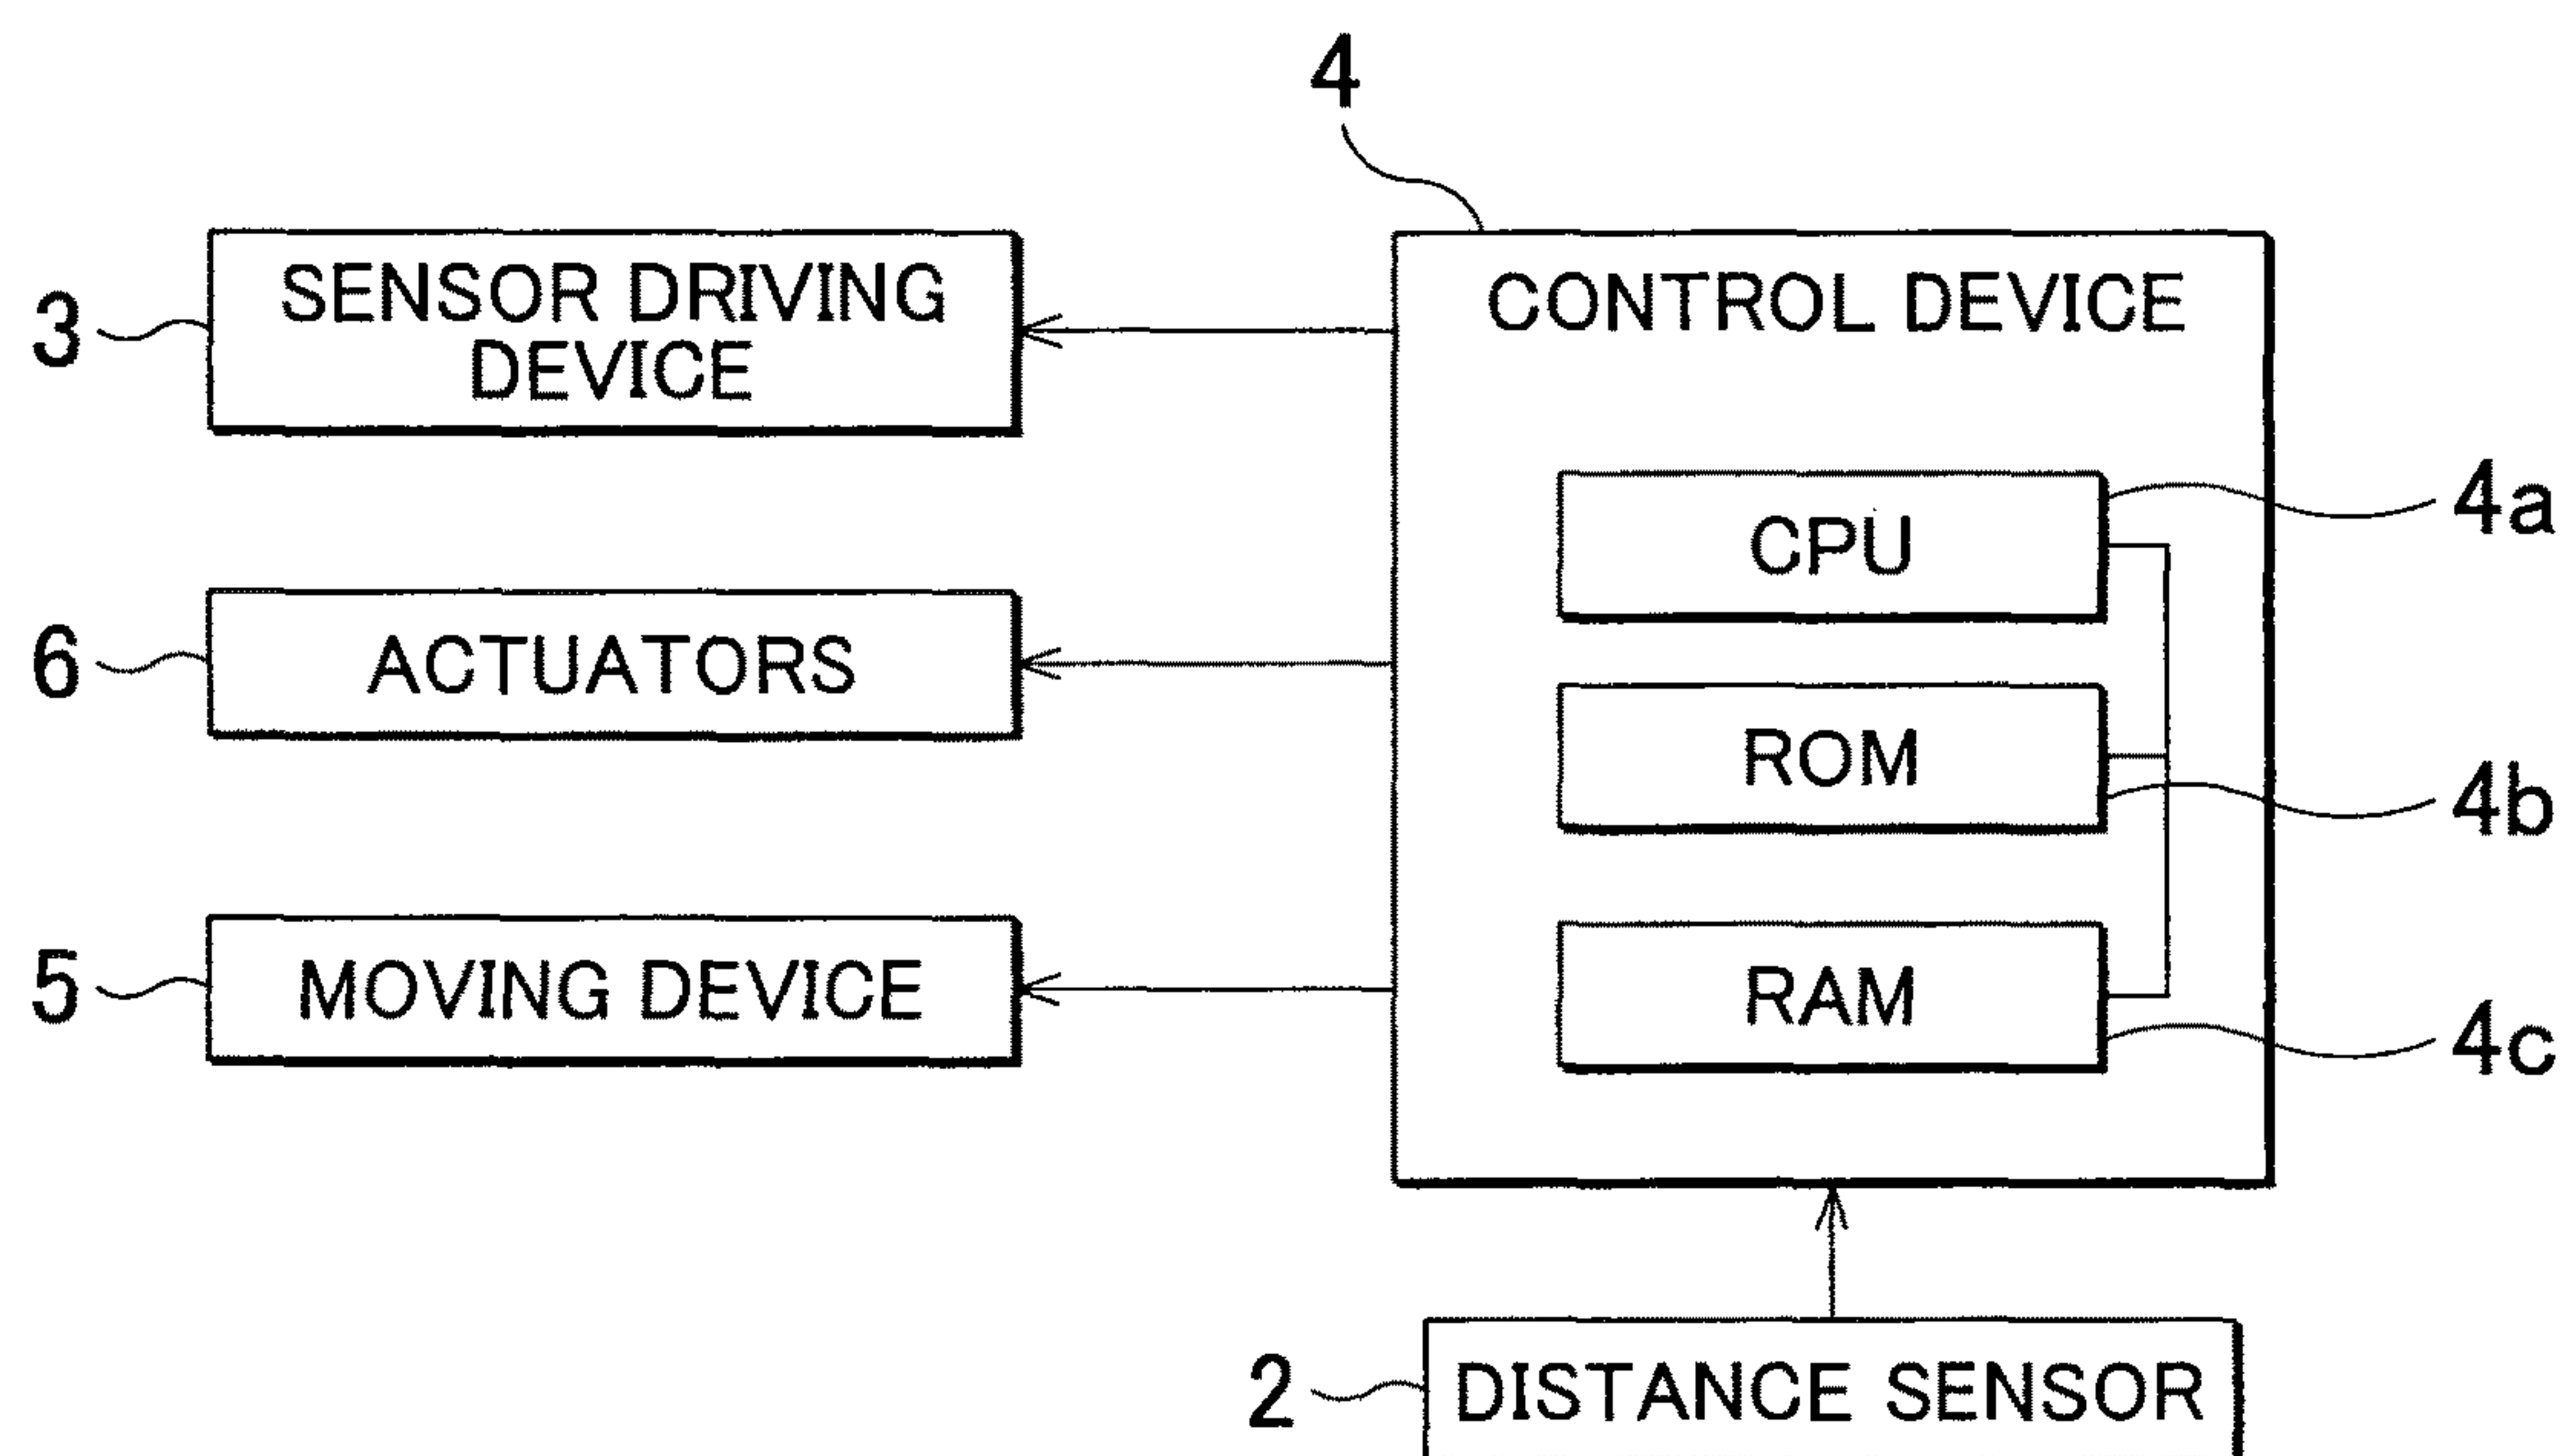 4
3
SENSOR DRIVING
DEVICE
CONTROL DEVICE
CPU
4a
6
ACTUATORS
ROM
4b
5
MOVING DEVICE
RAM
4c
2
DISTANCE SENSOR